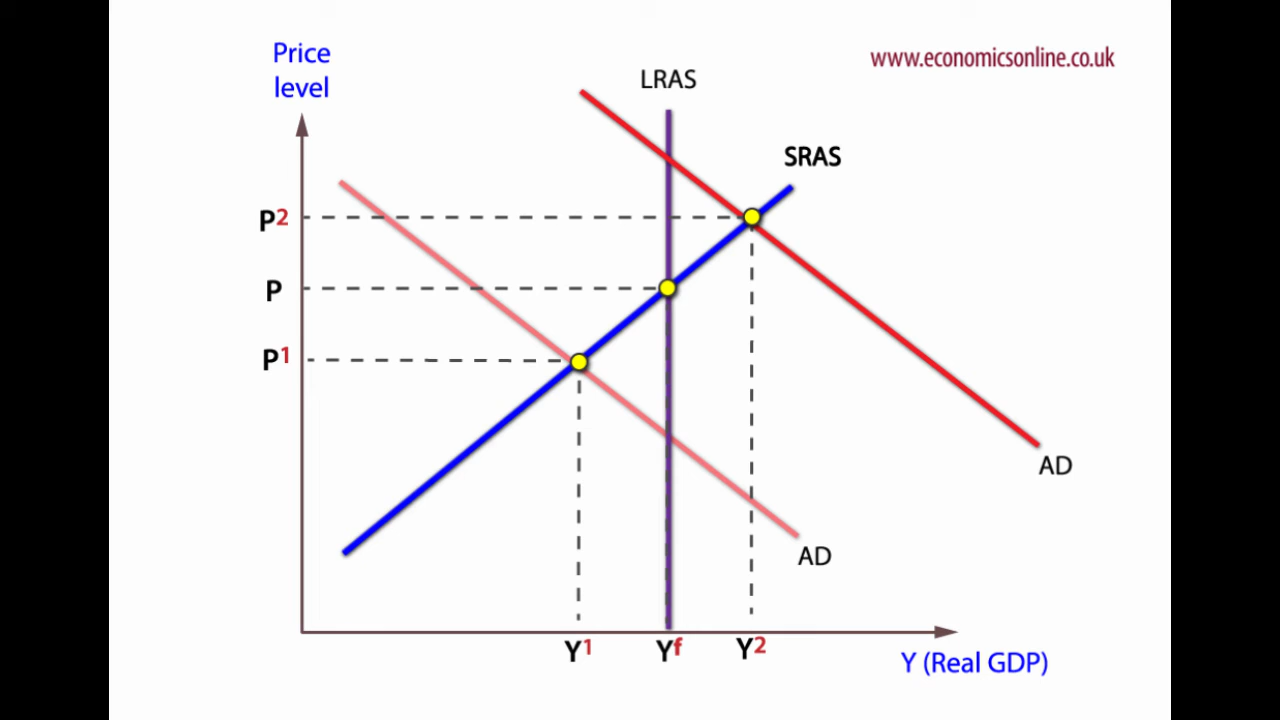 Price
level
www.economicsonline.co.uk
LRAS
SRAS
P2
P
P1
AD
AD
Y1
Yf
Y2
Y (Real GDP)